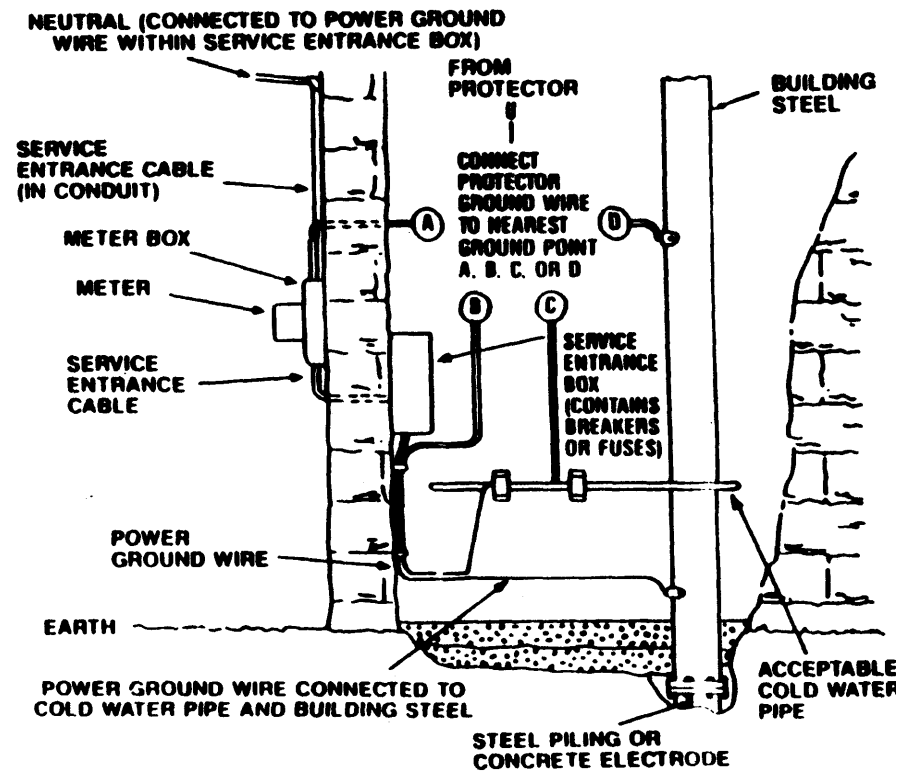 NEUTRAL (CONNECTED TO POWER GROUND
WIRE WITHIN SERVICE ENTRANCE BOX)
FROM
PROTECTOR
BUILDING
STEEL
SERVICE
ENTRANCE CABLE
(IN CONDUIT)
CONNECT
PROTECTOR
GROUND WIRE
TO NEAREST
GROUND POINT
A, B, C, OR D
A
D
METER BOX
METER
B
C
SERVICE
ENTRANCE
CABLE
SERVICE
ENTRANCE
BOX
(CONTAINS
BREAKERS
OR FUSES)
POWER
GROUND WIRE
EARTH
POWER GROUND WIRE CONNECTED TO
COLD WATER PIPE AND BUILDING STEEL
ACCEPTABLE
COLD WATER
PIPE
STEEL PILING OR
CONCRETE ELECTRODE